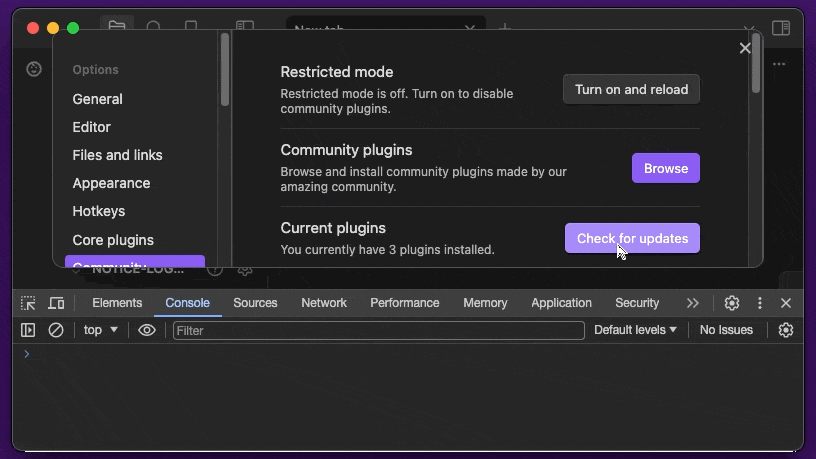 New tab
Options
General
Editor
Files and links
Appearance
Hotkeys
Core plugins
Community
Restricted mode
Restricted mode is off. Turn on to disable
community plugins.
Turn on and reload
Community plugins
Browse and install community plugins made by our
amazing community.
Browse
Current plugins
You currently have 3 plugins installed.
Check for updates
NOTICE-LOG...
Elements
Console
Sources
Network
Performance
Memory
Application
Security
top
Filter
Default levels
No Issues